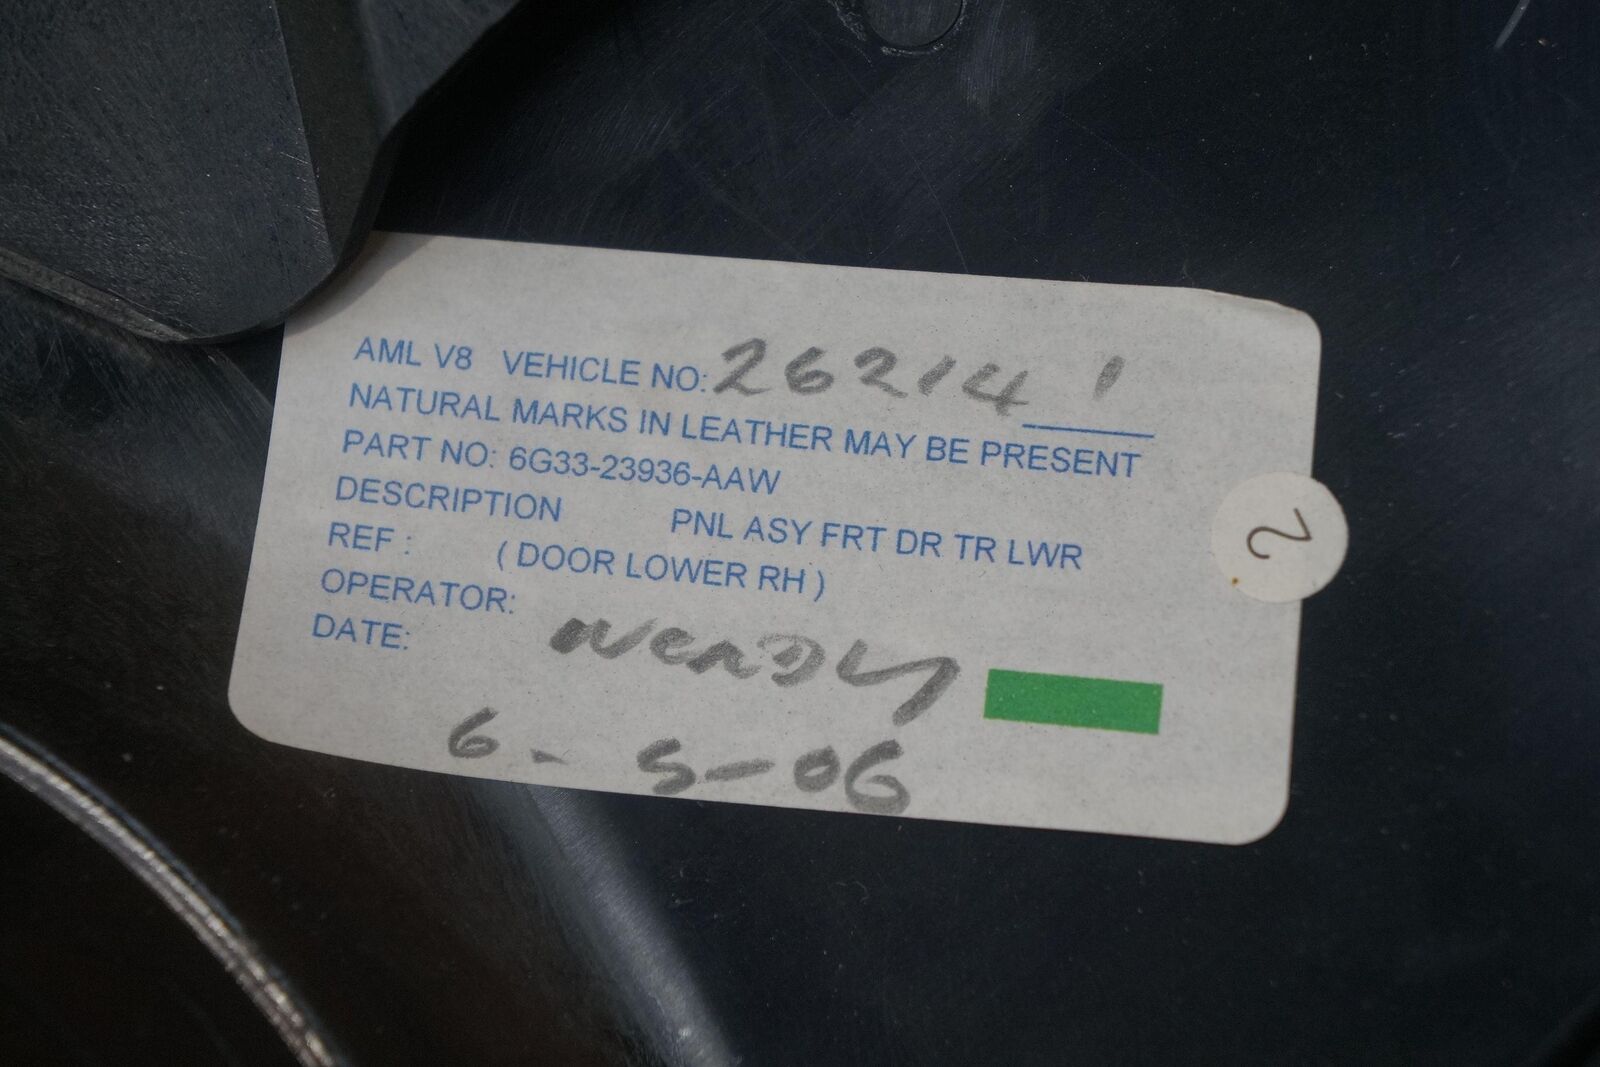 AML V8 VEHICLE NO: 26214 1
NATURAL MARKS IN LEATHER MAY BE PRESENT
PART NO: 6G33-23936-AAW
DESCRIPTION PNL ASY FRT DR TR LWR
REF : ( DOOR LOWER RH )
OPERATOR: WENDY
DATE: 6-5-06
2